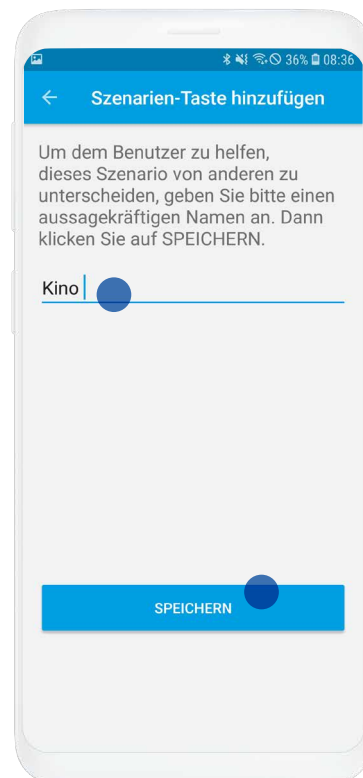 36% 08:36
Szenarien-Taste hinzufügen
Um dem Benutzer zu helfen,
dieses Szenario von anderen zu
unterscheiden, geben Sie bitte einen
aussagekräftigen Namen an. Dann
klicken Sie auf SPEICHERN.
Kino
SPEICHERN